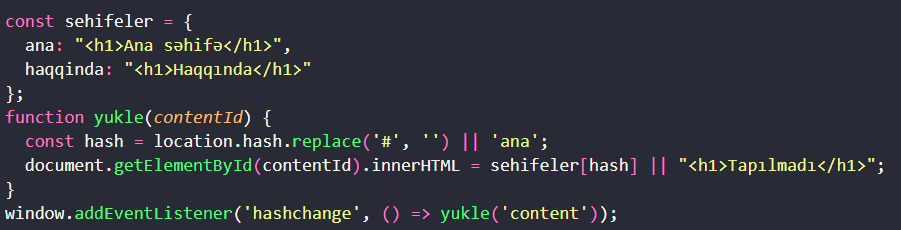 const sehifeler = {
  ana: "<h1>Ana səhifə</h1>",
  haqqinda: "<h1>Haqqında</h1>"
};
function yukle(contentId) {
  const hash = location.hash.replace('#', '') || 'ana';
  document.getElementById(contentId).innerHTML = sehifeler[hash] || "<h1>Tapılmadı</h1>";
}
window.addEventListener('hashchange', () => yukle('content'));